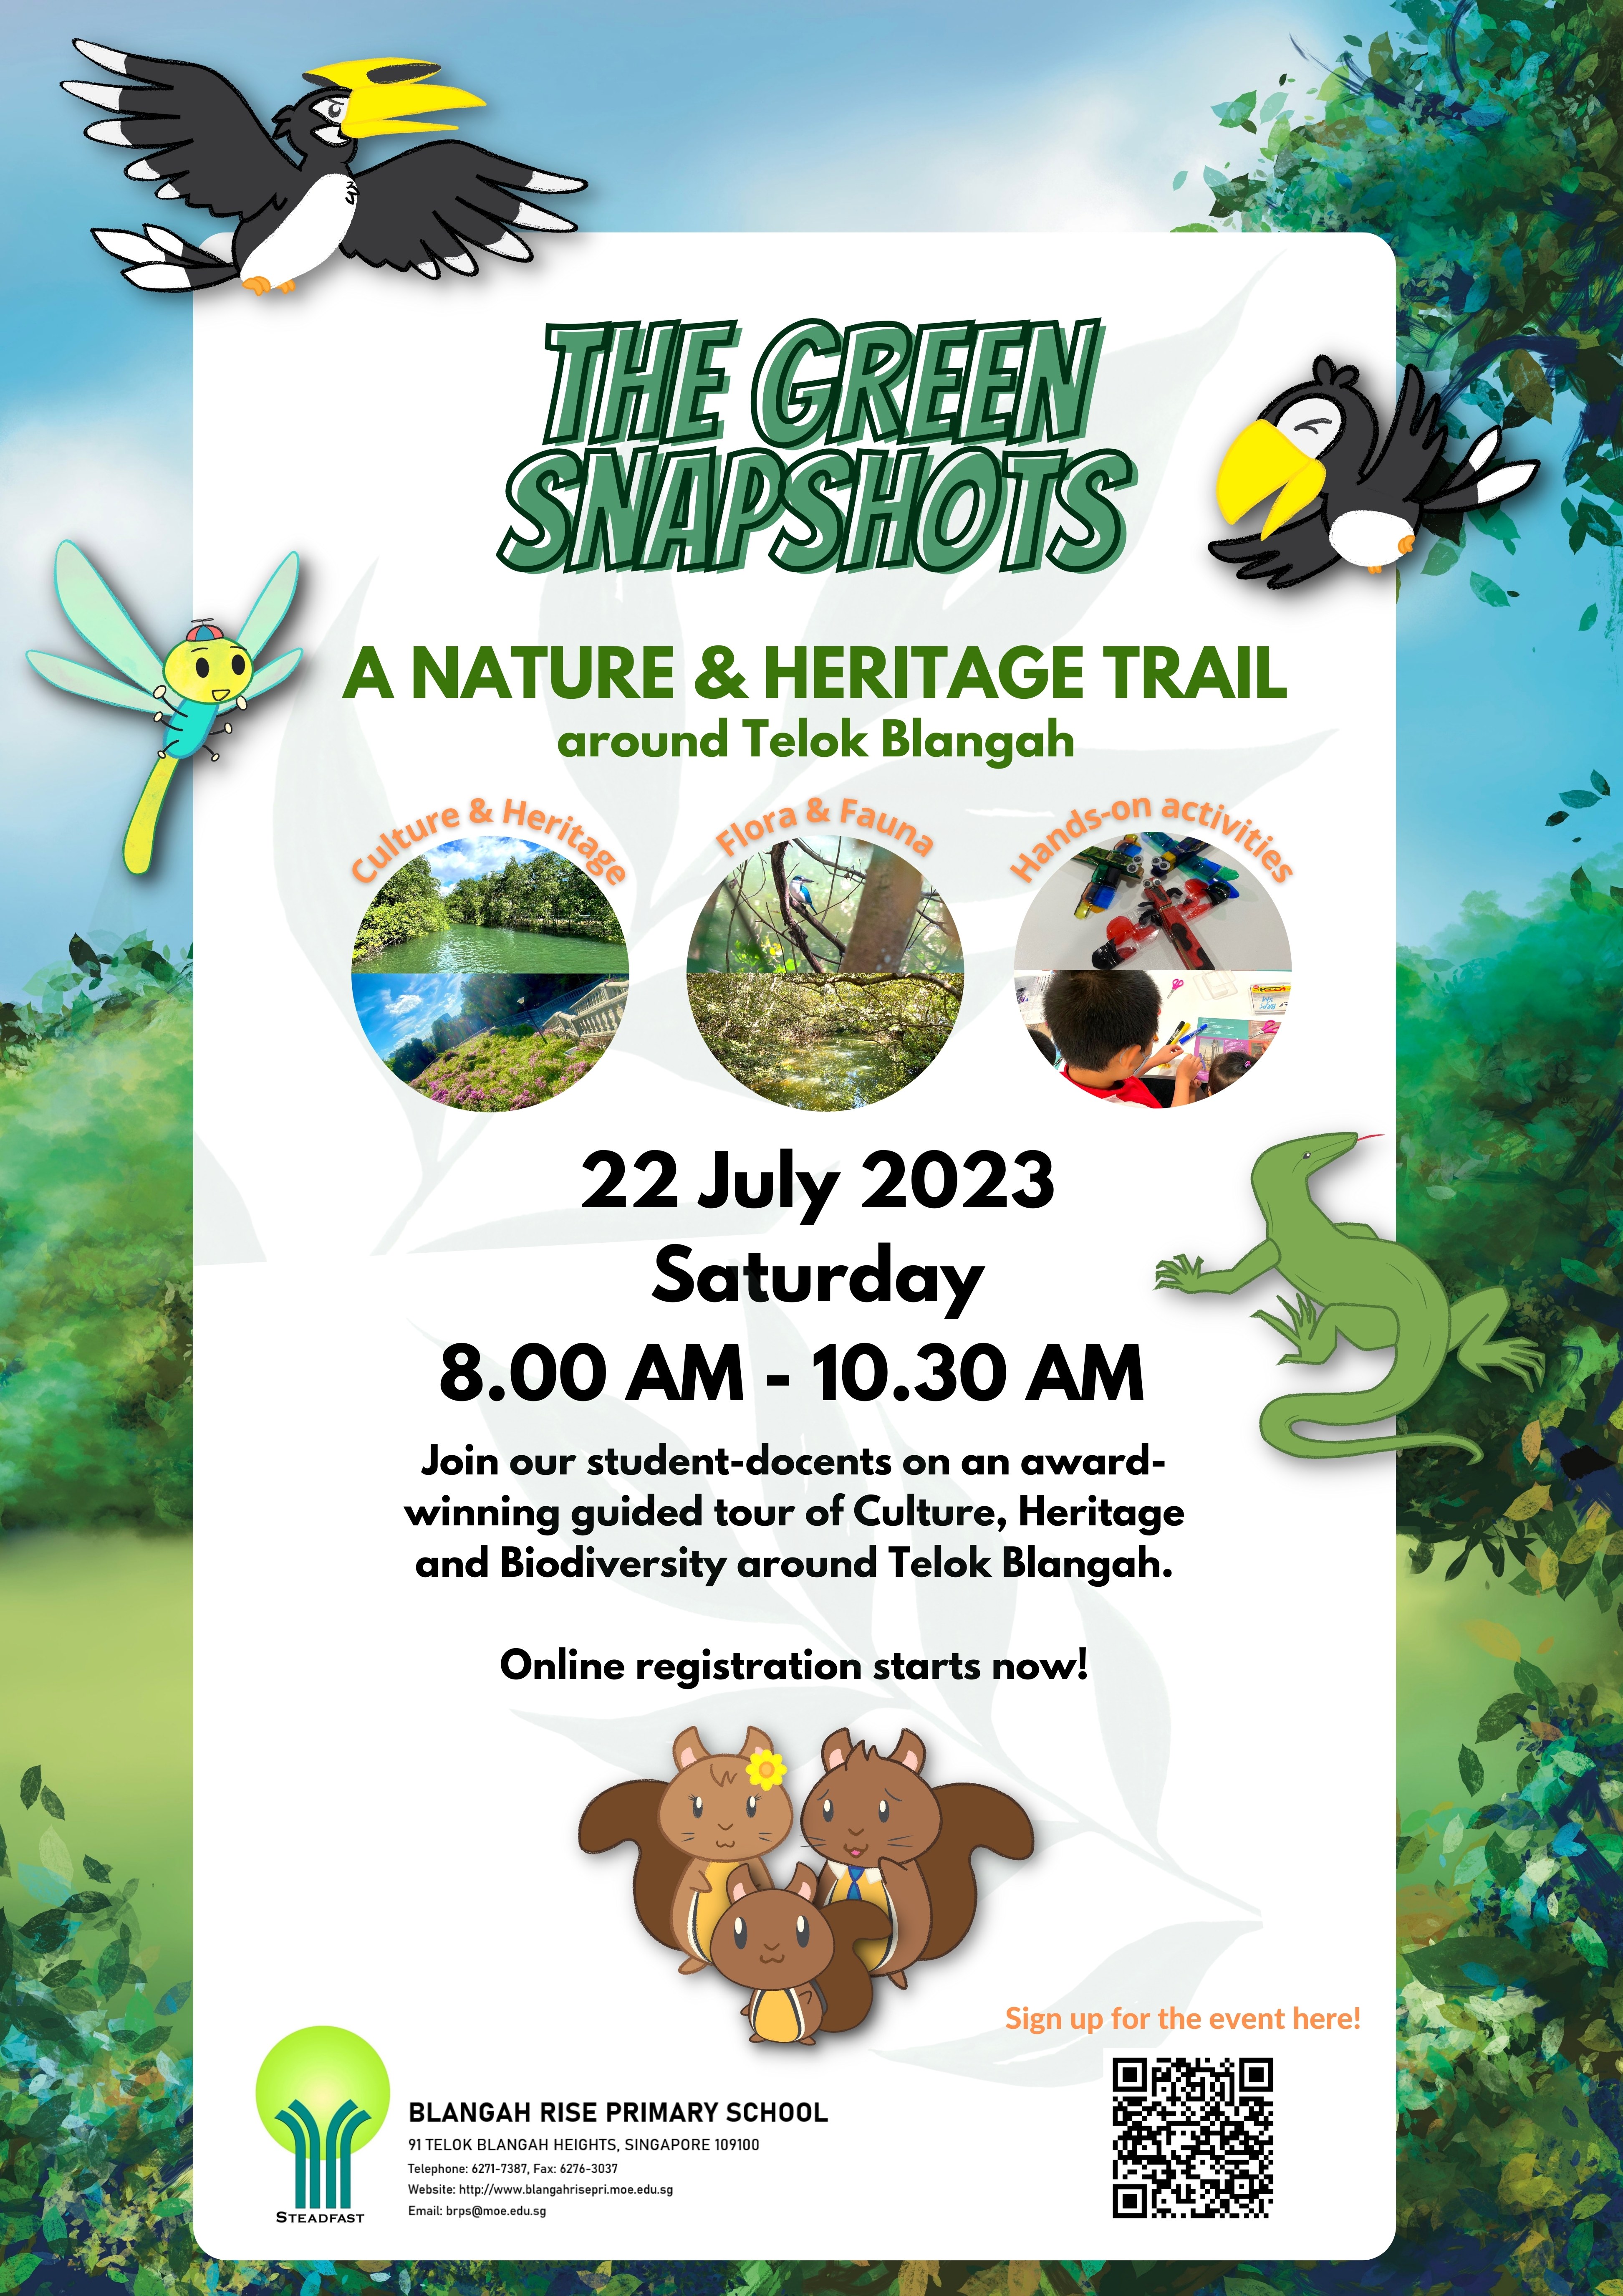 THE GREEN
SNAPSHOTS
A NATURE & HERITAGE TRAIL
around Telok Blangah
Culture & Heritage
Flora & Fauna
Hands-on activities
22 July 2023
Saturday
8.00 AM - 10.30 AM
Join our student-docents on an award-
winning guided tour of Culture, Heritage
and Biodiversity around Telok Blangah.
Online registration starts now!
Sign up for the event here!
STEADFAST
BLANGAH RISE PRIMARY SCHOOL
91 TELOK BLANGAH HEIGHTS, SINGAPORE 109100
Telephone: 6271-7387, Fax: 6276-3037
Website: http://www.blangahrisepri.moe.edu.sg
Email: brps@moe.edu.sg